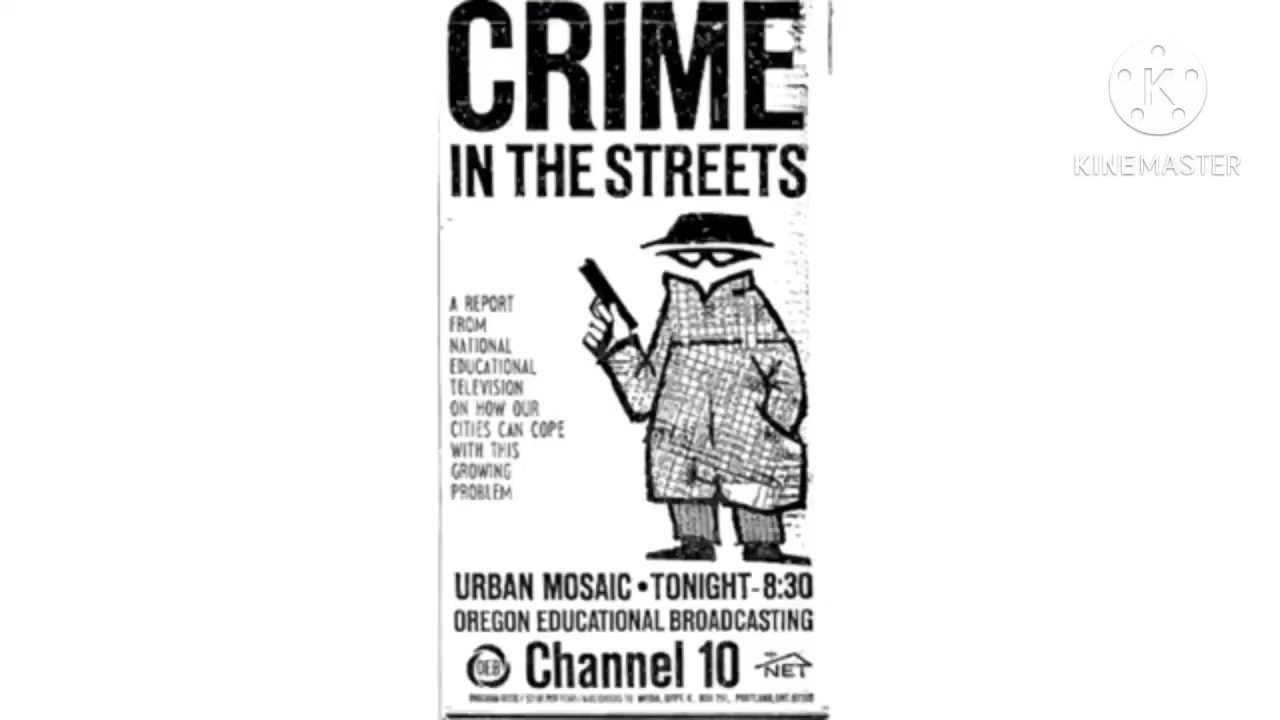 CRIME
IN THE STREETS
A REPORT
FROM
NATIONAL
EDUCATIONAL
TELEVISION
ON HOW OUR
CITIES CAN COPE
WITH THIS
GROWING
PROBLEM
URBAN MOSAIC • TONIGHT - 8:30
OREGON EDUCATIONAL BROADCASTING
OEB Channel 10 NET
K
KINEMASTER